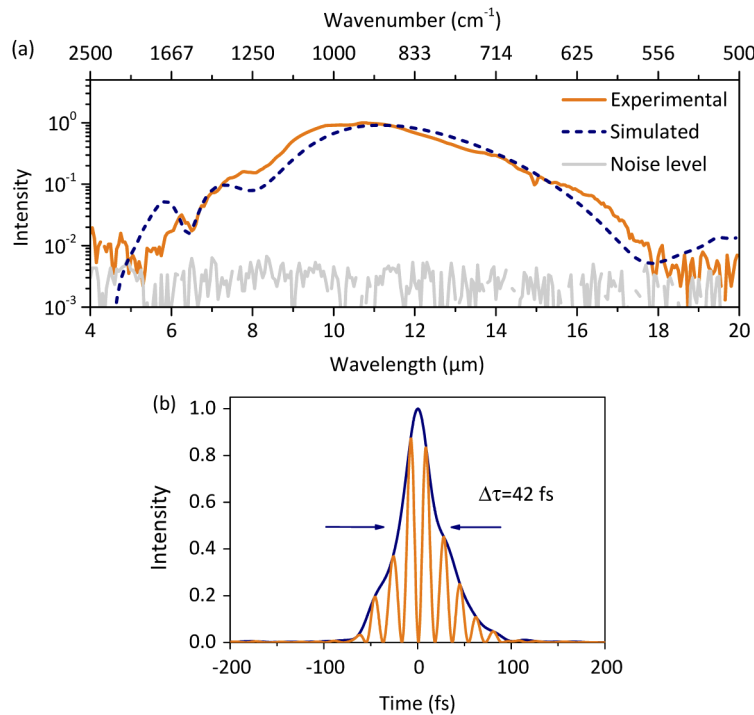 Wavenumber (cm⁻¹)
(a) 2500 1667 1250 1000 833 714 625 556 500
Experimental
Simulated
Noise level
10⁰
10⁻¹
10⁻²
10⁻³
Intensity
4 6 8 10 12 14 16 18 20
Wavelength (μm)
(b)
1.0
0.8
0.6
0.4
0.2
0.0
Intensity
Δτ=42 fs
-200 -100 0 100 200
Time (fs)